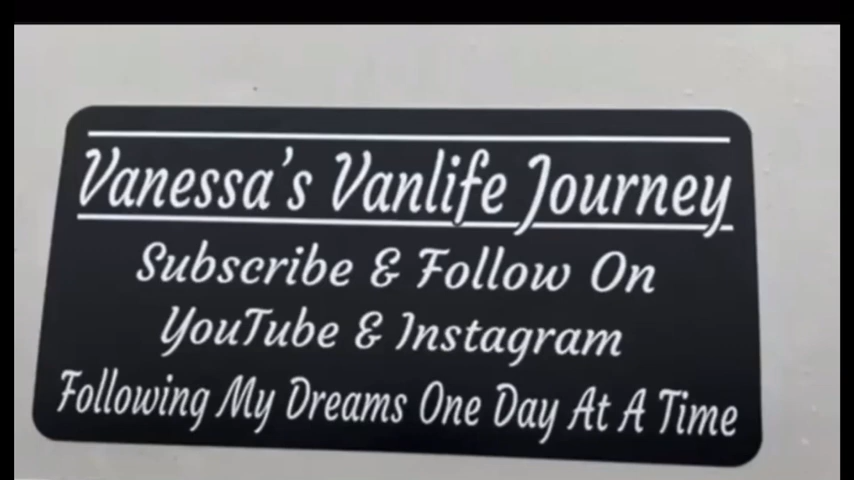 Vanessa's Vanlife Journey
Subscribe & Follow On
YouTube & Instagram
Following My Dreams One Day At A Time